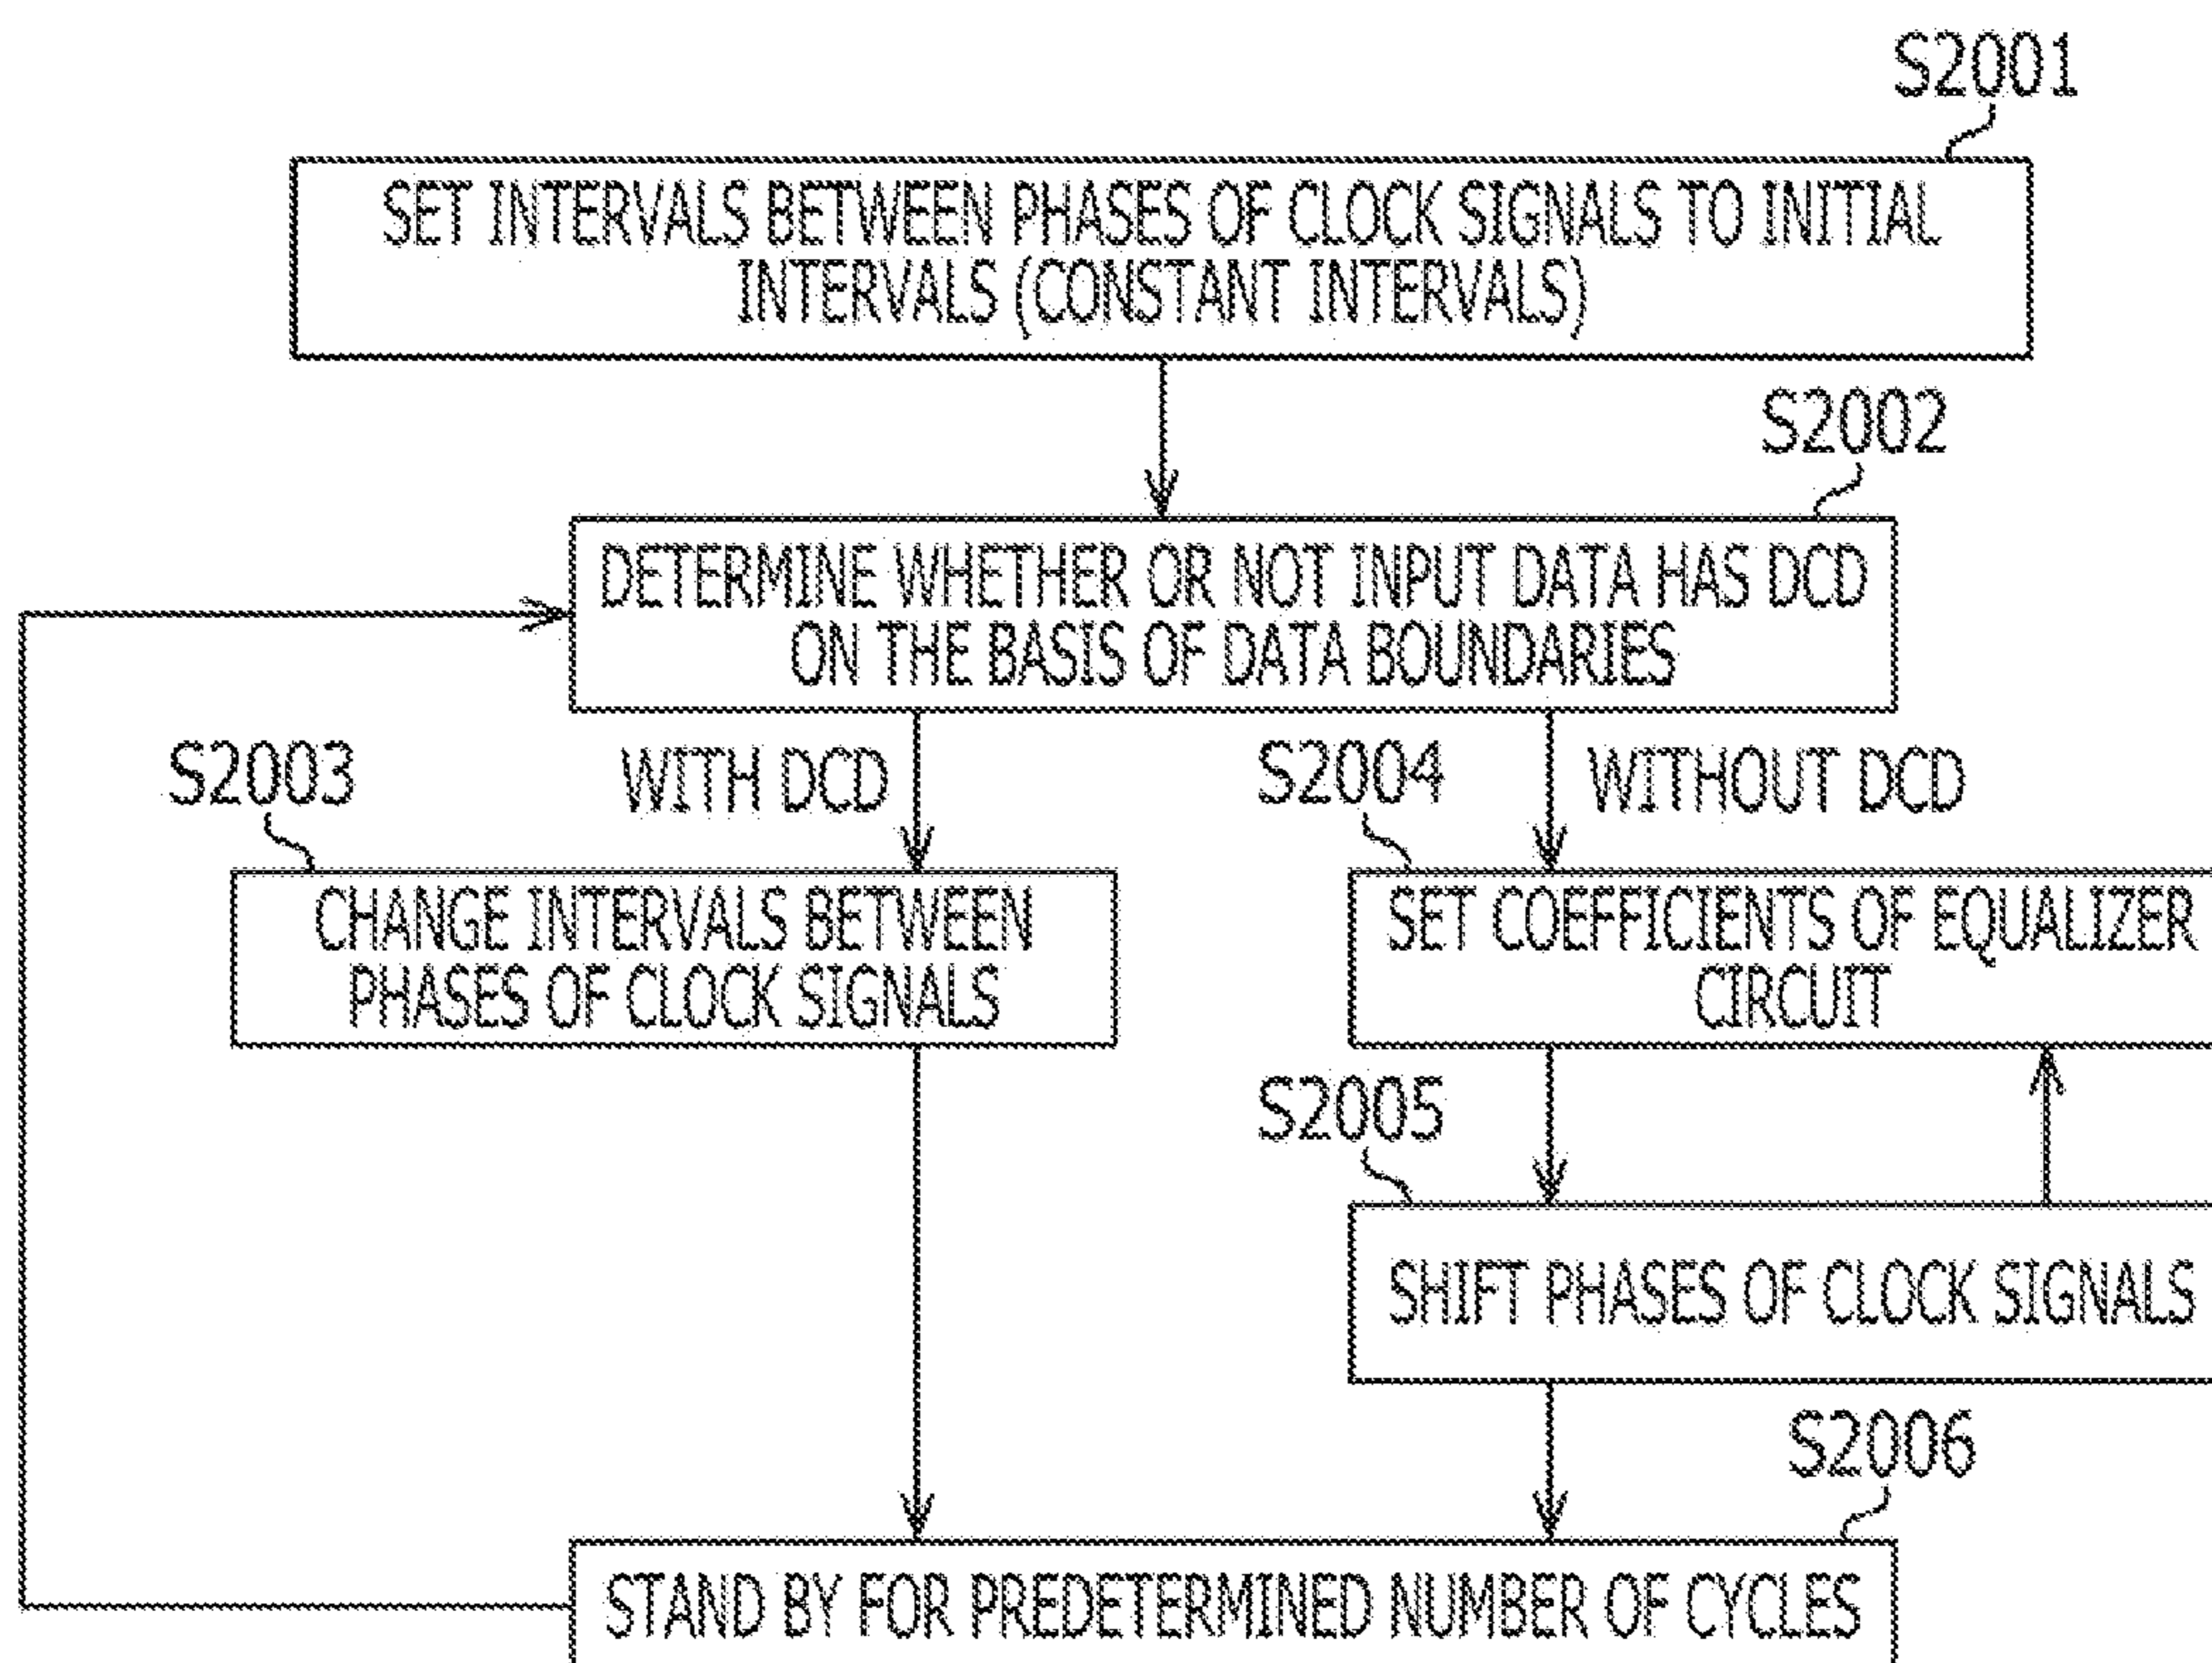 S2001
SET INTERVALS BETWEEN PHASES OF CLOCK SIGNALS TO INITIAL
INTERVALS (CONSTANT INTERVALS)
S2002
DETERMINE WHETHER OR NOT INPUT DATA HAS DCD
ON THE BASIS OF DATA BOUNDARIES
S2003
WITH DCD
S2004
WITHOUT DCD
CHANGE INTERVALS BETWEEN
PHASES OF CLOCK SIGNALS
SET COEFFICIENTS OF EQUALIZER
CIRCUIT
S2005
SHIFT PHASES OF CLOCK SIGNALS
S2006
STAND BY FOR PREDETERMINED NUMBER OF CYCLES